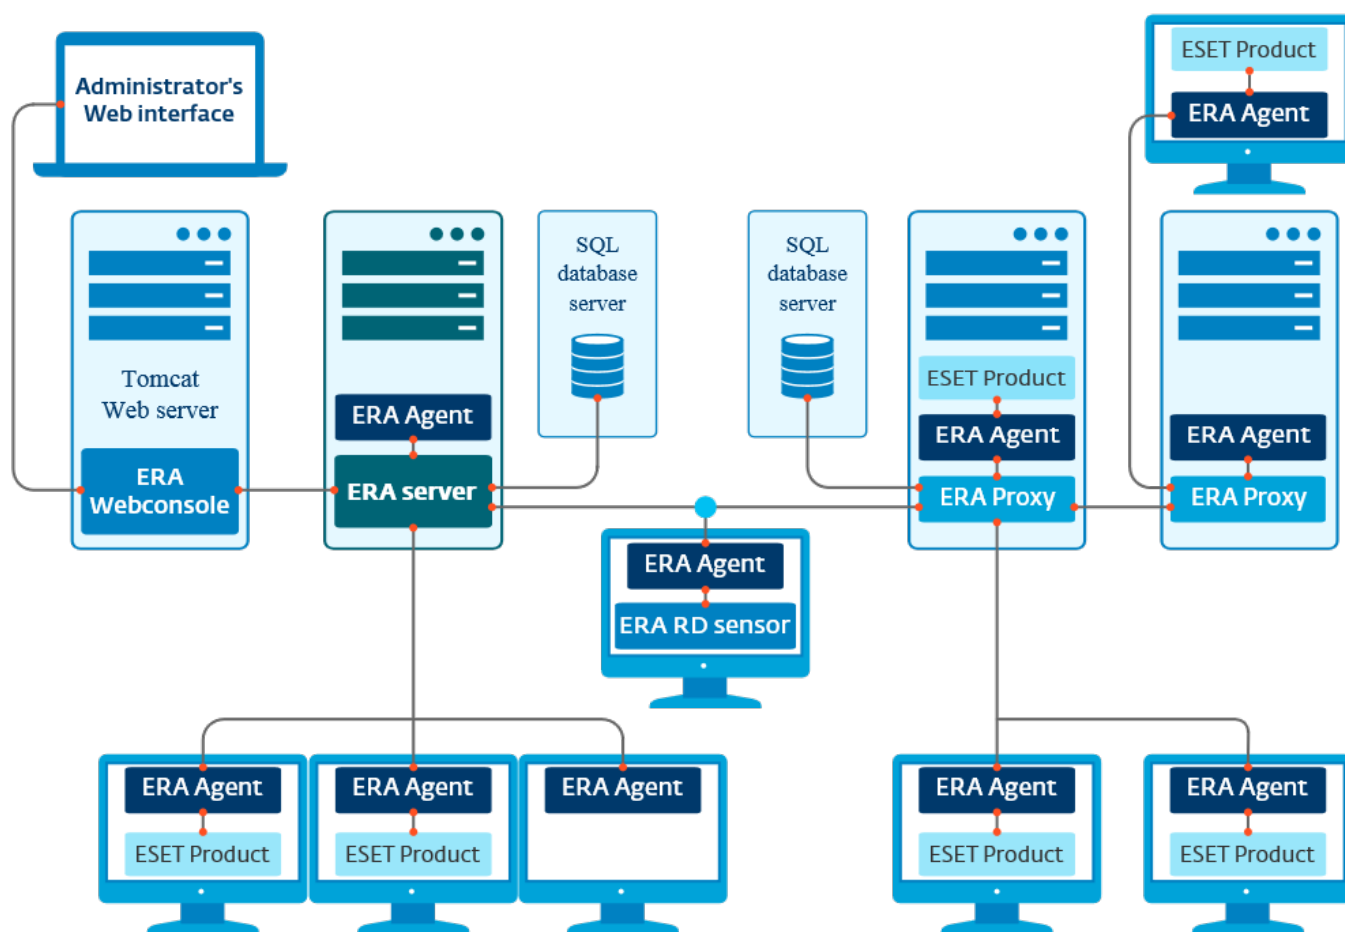 Administrator's
Web interface
ESET Product
ERA Agent
Tomcat
Web server
ERA
Webconsole
ERA Agent
ERA server
SQL
database
server
SQL
database
server
ESET Product
ERA Agent
ERA Proxy
ERA Agent
ERA Proxy
ERA Agent
ERA RD sensor
ERA Agent
ESET Product
ERA Agent
ESET Product
ERA Agent
ERA Agent
ESET Product
ERA Agent
ESET Product